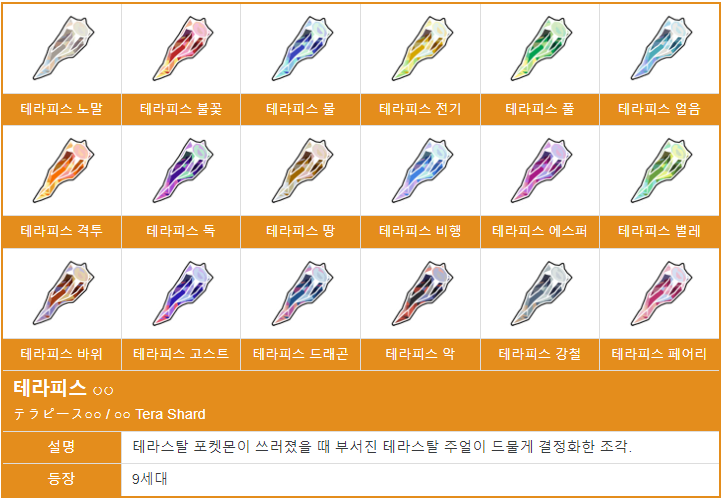 테라피스 노말 테라피스 불꽃 테라피스 물 테라피스 전기 테라피스 풀 테라피스 얼음
테라피스 격투 테라피스 독 테라피스 땅 테라피스 비행 테라피스 에스퍼 테라피스 벌레
테라피스 바위 테라피스 고스트 테라피스 드래곤 테라피스 악 테라피스 강철 테라피스 페어리
테라피스 ○○
テラピース○○ / ○○ Tera Shard
설명 테라스탈 포켓몬이 쓰러졌을 때 부서진 테라스탈 주얼이 드물게 결정화한 조각.
등장 9세대